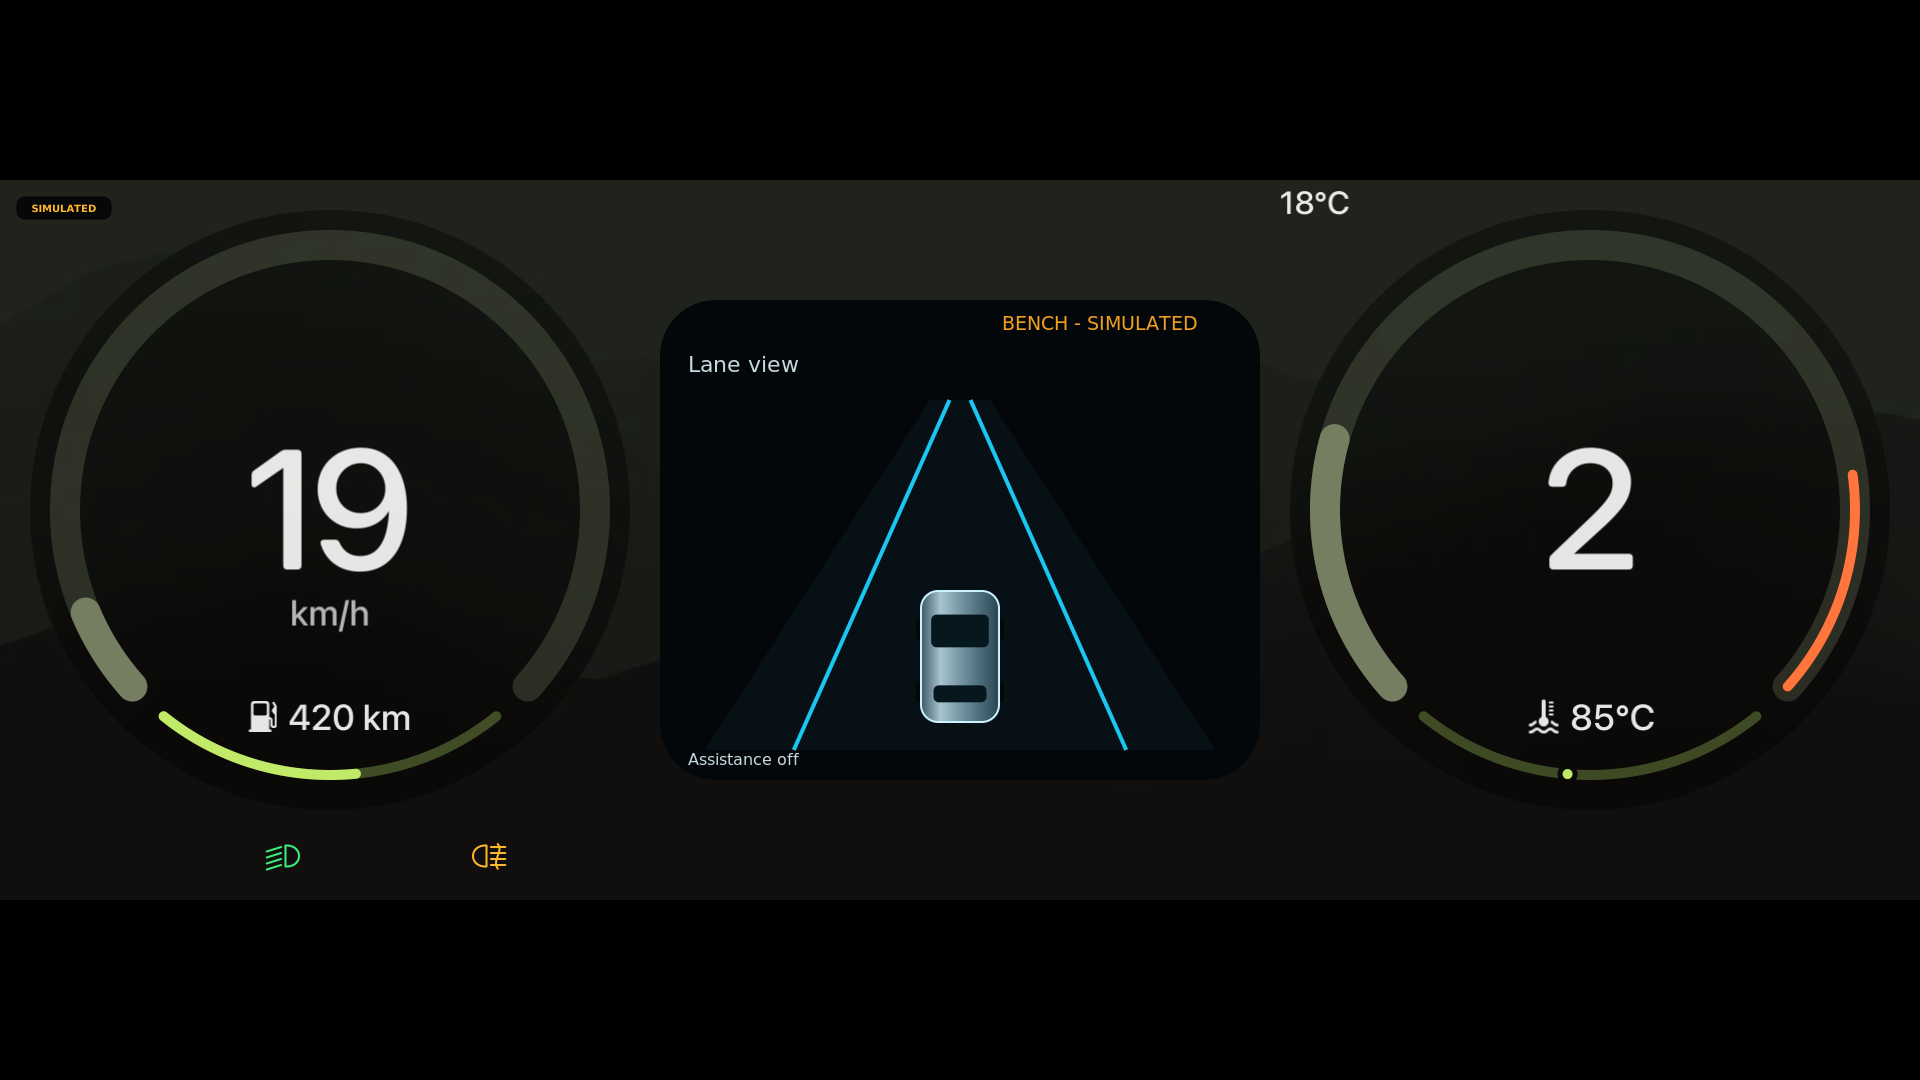 SIMULATED
18°C
BENCH - SIMULATED
Lane view
19
km/h
2
420 km
85°C
Assistance off